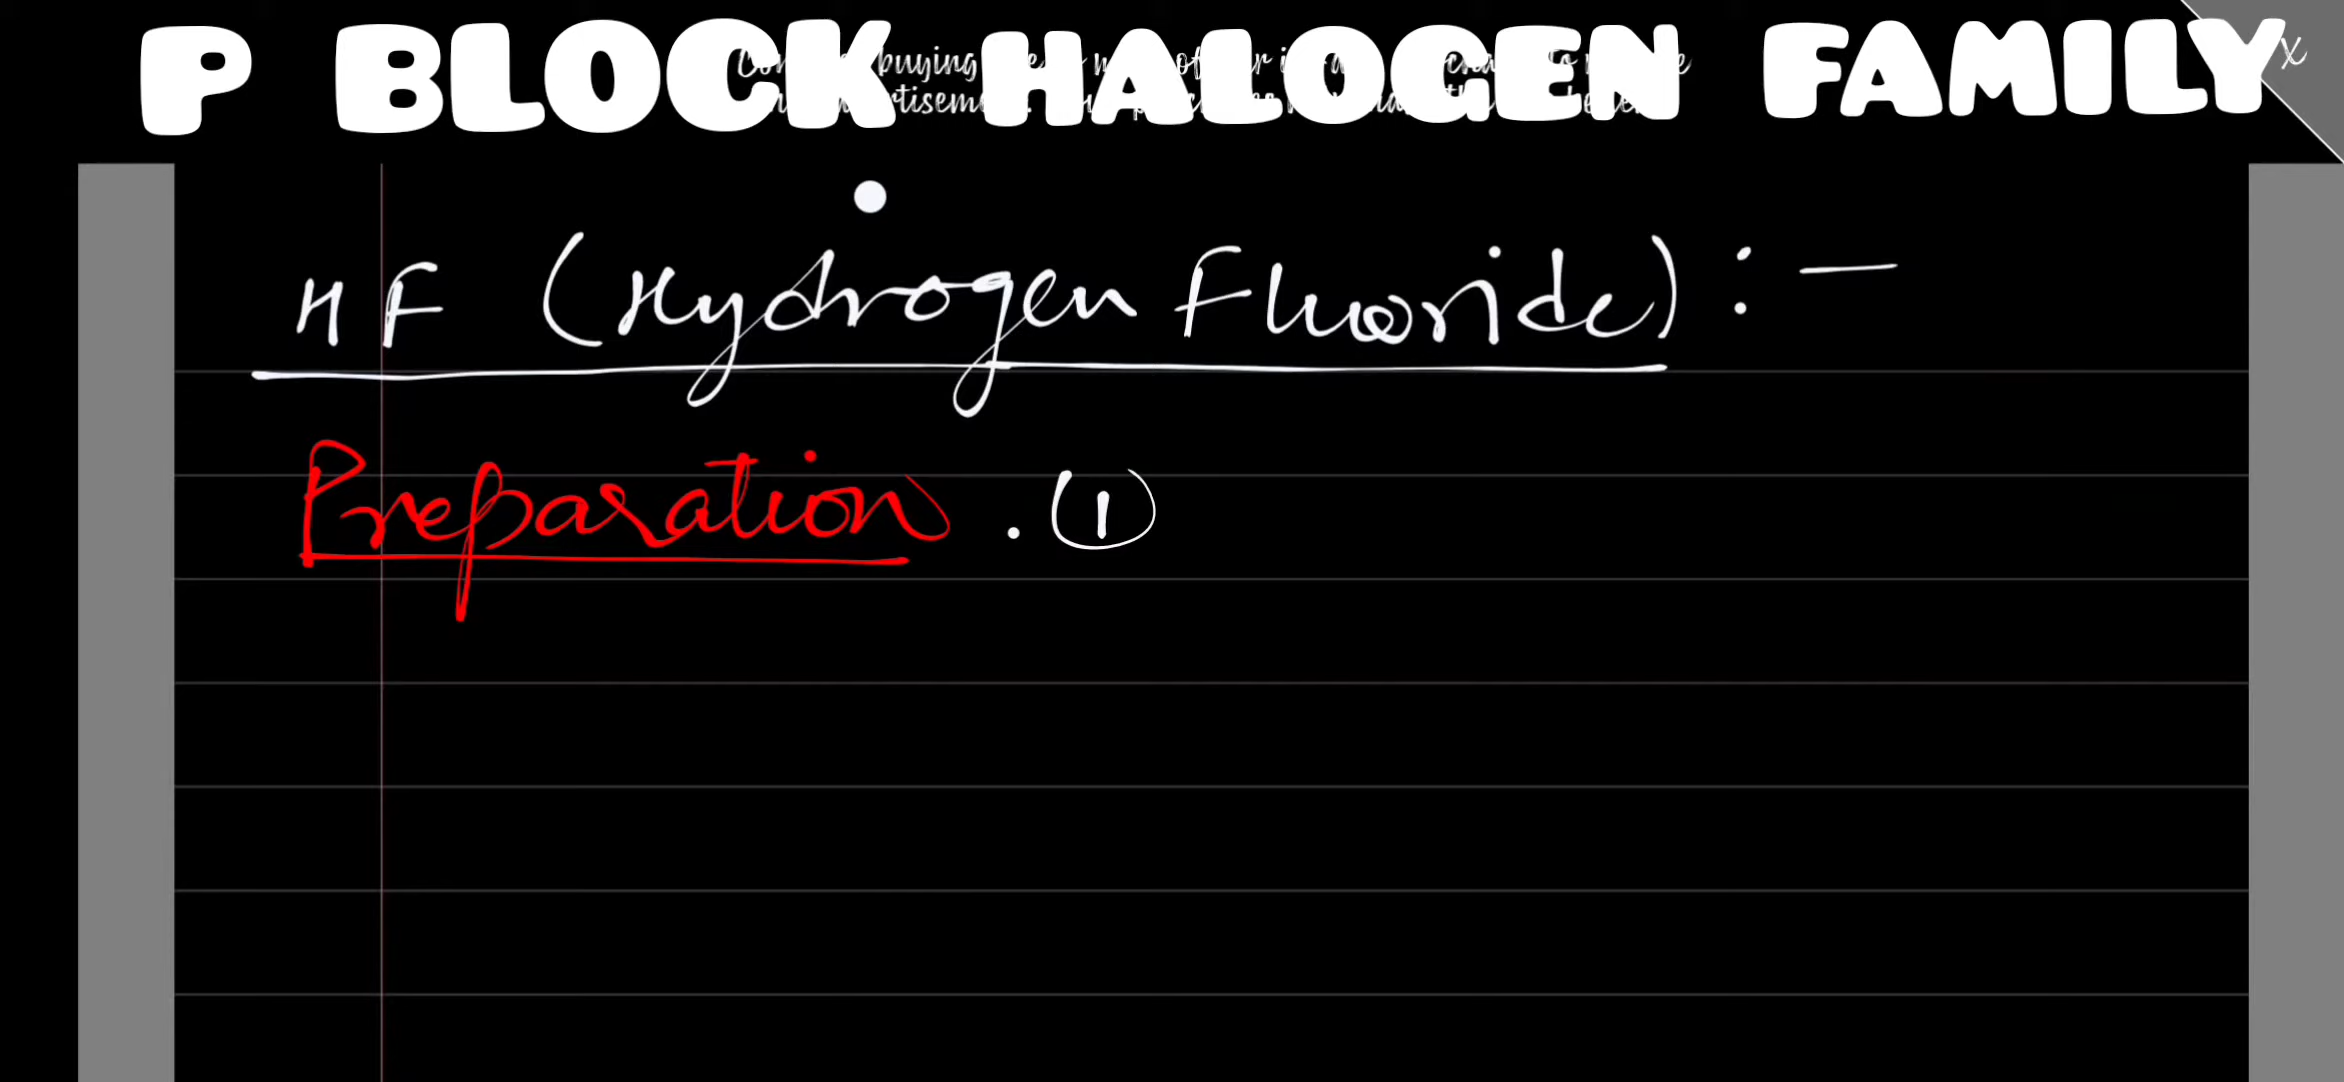 P BLOCK HALOGEN FAMILY
HF (Hydrogen Fluoride) : —
Preparation . (1)